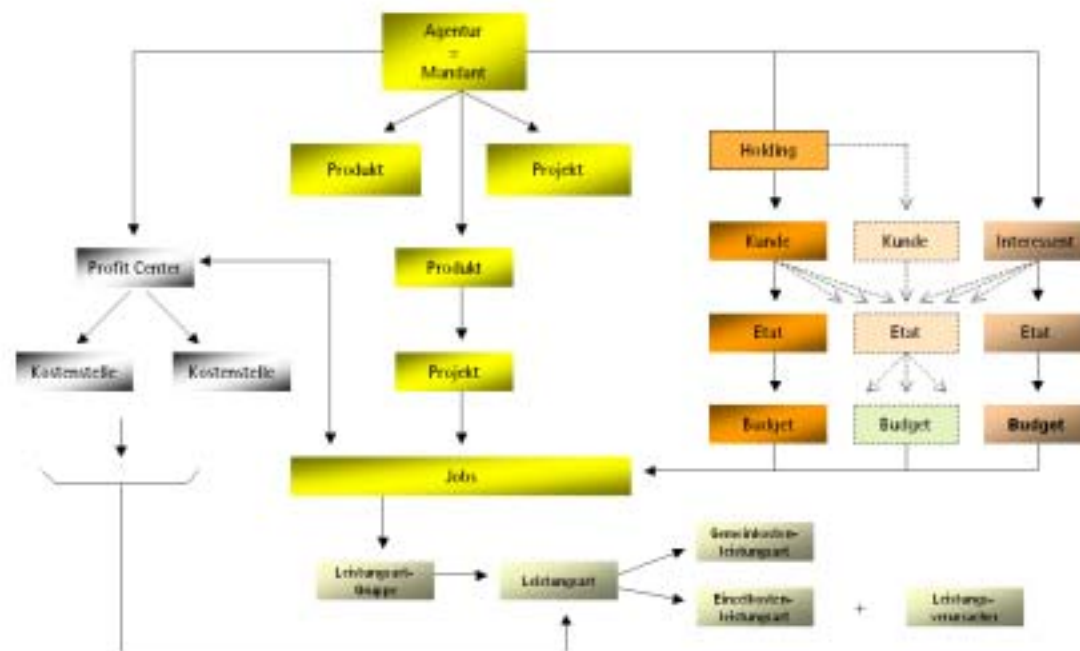 Agentur
=
Mandant
Produkt
Projekt
Holding
Kunde
Kunde
Interessent
Profit Center
Produkt
Etat
Etat
Etat
Kostenstelle
Kostenstelle
Projekt
Budget
Budget
Budget
Jobs
Gemeinkosten-
leistungsart
Leistungsart-
Gruppe
Leistungsart
Einzelkosten-
leistungsart
+
Leistungs-
verursacher